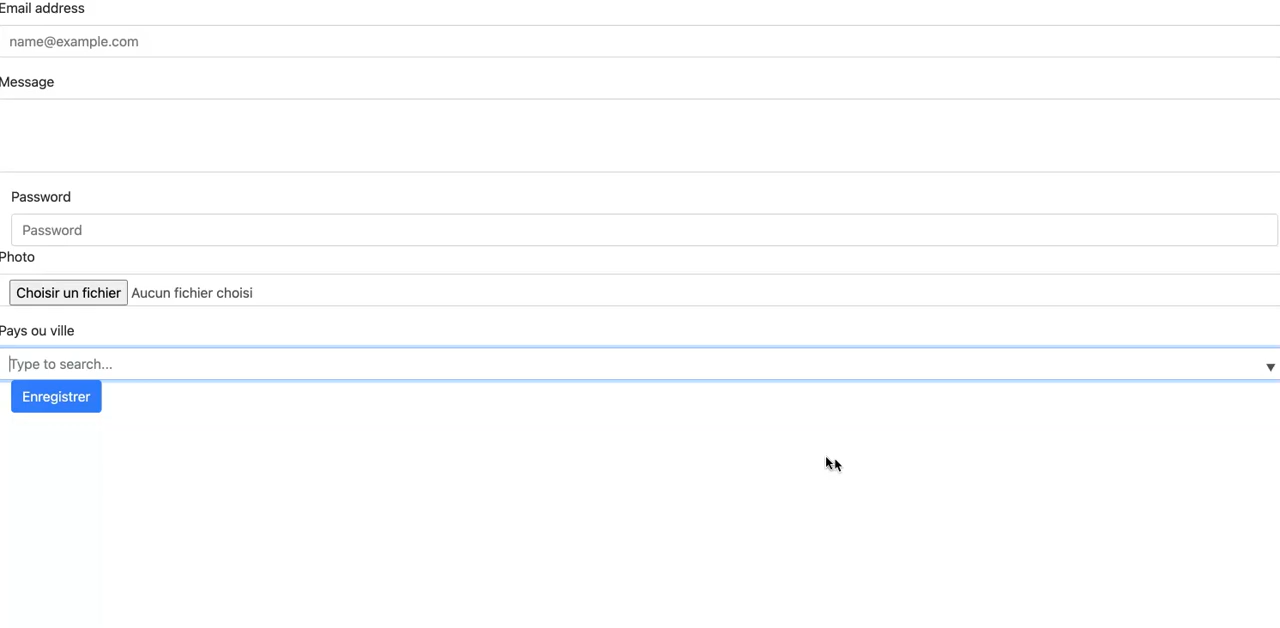 Email address
name@example.com
Message
Password
Password
Photo
Choisir un fichier Aucun fichier choisi
Pays ou ville
Type to search...
Enregistrer